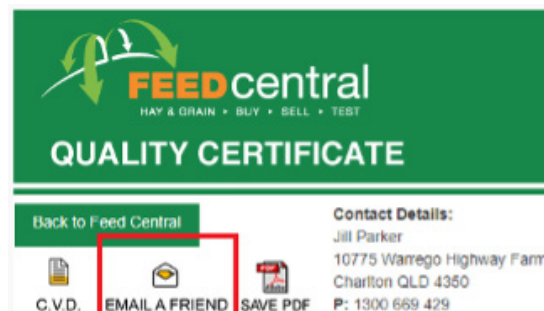 FEEDcentral
HAY & GRAIN • BUY • SELL • TEST
QUALITY CERTIFICATE
Back to Feed Central
C.V.D.
EMAIL A FRIEND
PDF
SAVE PDF
Contact Details:
Jill Parker
10775 Warrego Highway Farm
Charlton QLD 4350
P: 1300 669 429